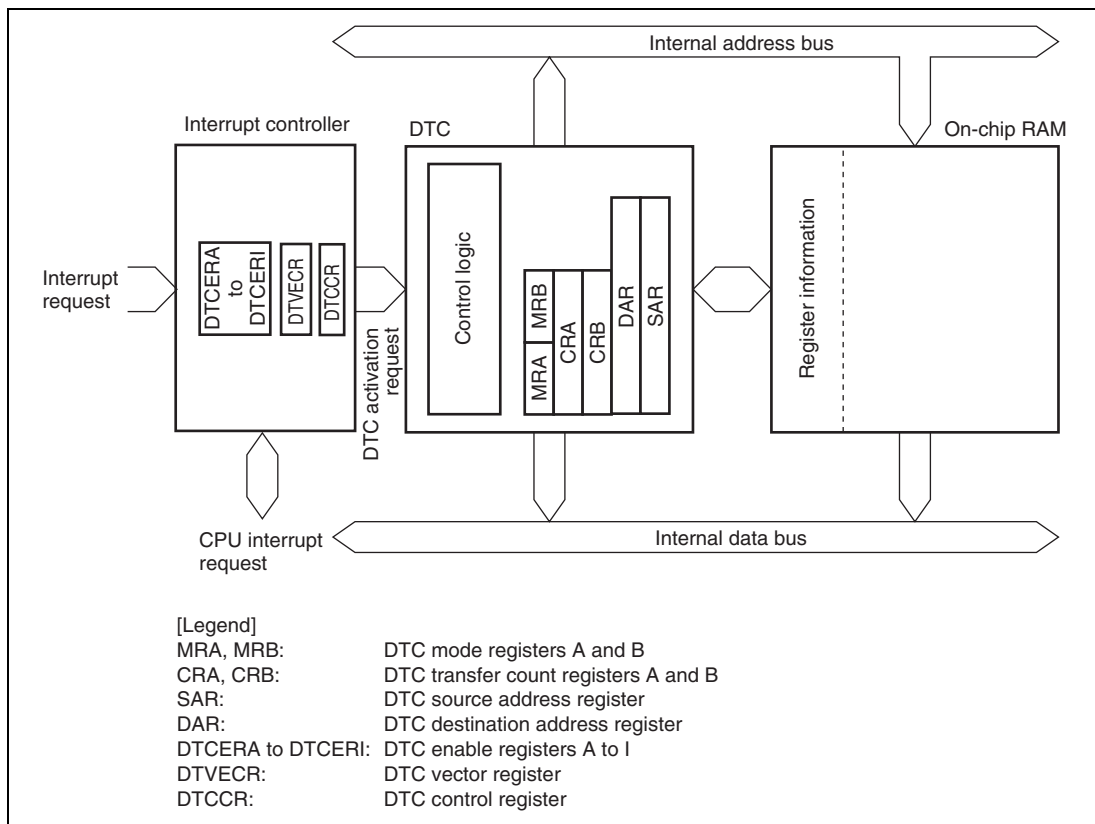 Internal address bus
Interrupt controller
DTC
On-chip RAM
Interrupt
request
DTCERA
to
DTCERI
DTVECR
DTCCR
DTC activation
request
Control logic
MRA
MRB
CRA
CRB
DAR
SAR
Register information
CPU interrupt
request
Internal data bus
[Legend]
MRA, MRB: DTC mode registers A and B
CRA, CRB: DTC transfer count registers A and B
SAR: DTC source address register
DAR: DTC destination address register
DTCERA to DTCERI: DTC enable registers A to I
DTVECR: DTC vector register
DTCCR: DTC control register